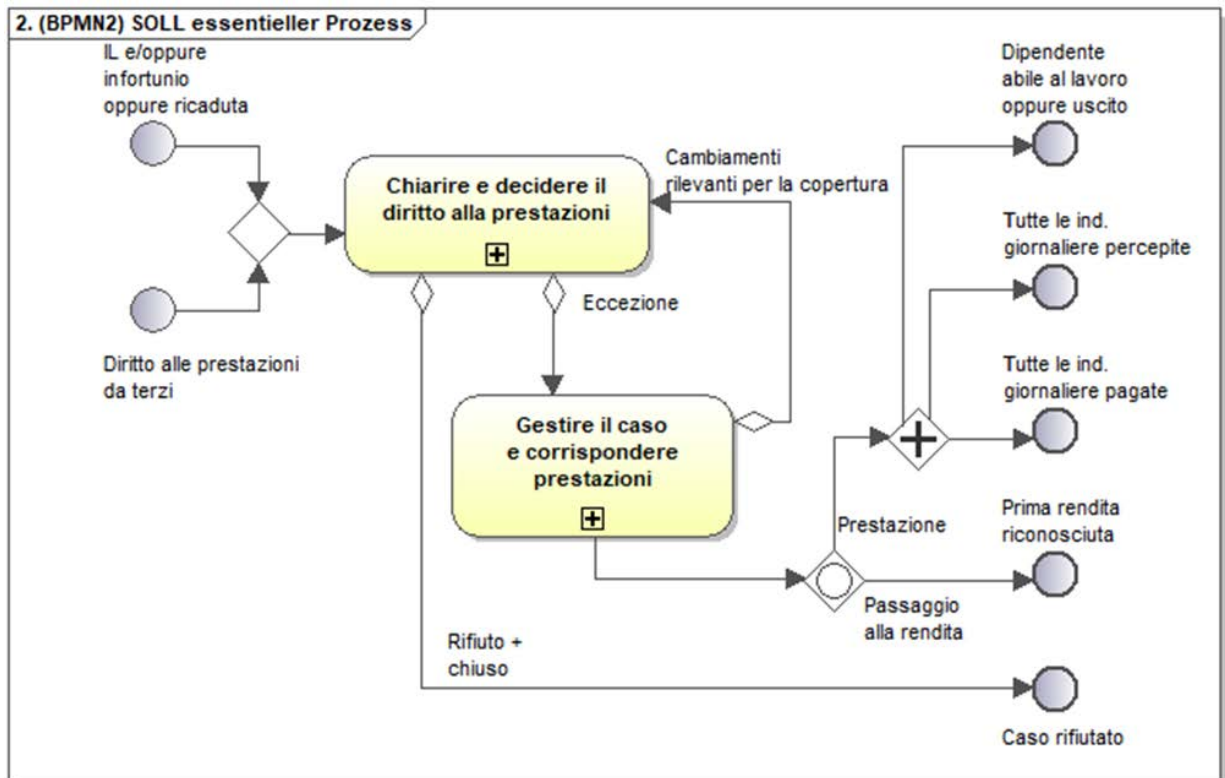 2. (BPMN2) SOLL essentieller Prozess
IL e/oppure
infortunio
oppure ricaduta
Diritto alle prestazioni
da terzi
Chiarire e decidere il
diritto alla prestazioni
Cambiamenti
rilevanti per la copertura
Eccezione
Gestire il caso
e corrispondere
prestazioni
Rifiuto +
chiuso
Prestazione
Passaggio
alla rendita
Dipendente
abile al lavoro
oppure uscito
Tutte le ind.
giornaliere percepite
Tutte le ind.
giornaliere pagate
Prima rendita
riconosciuta
Caso rifiutato